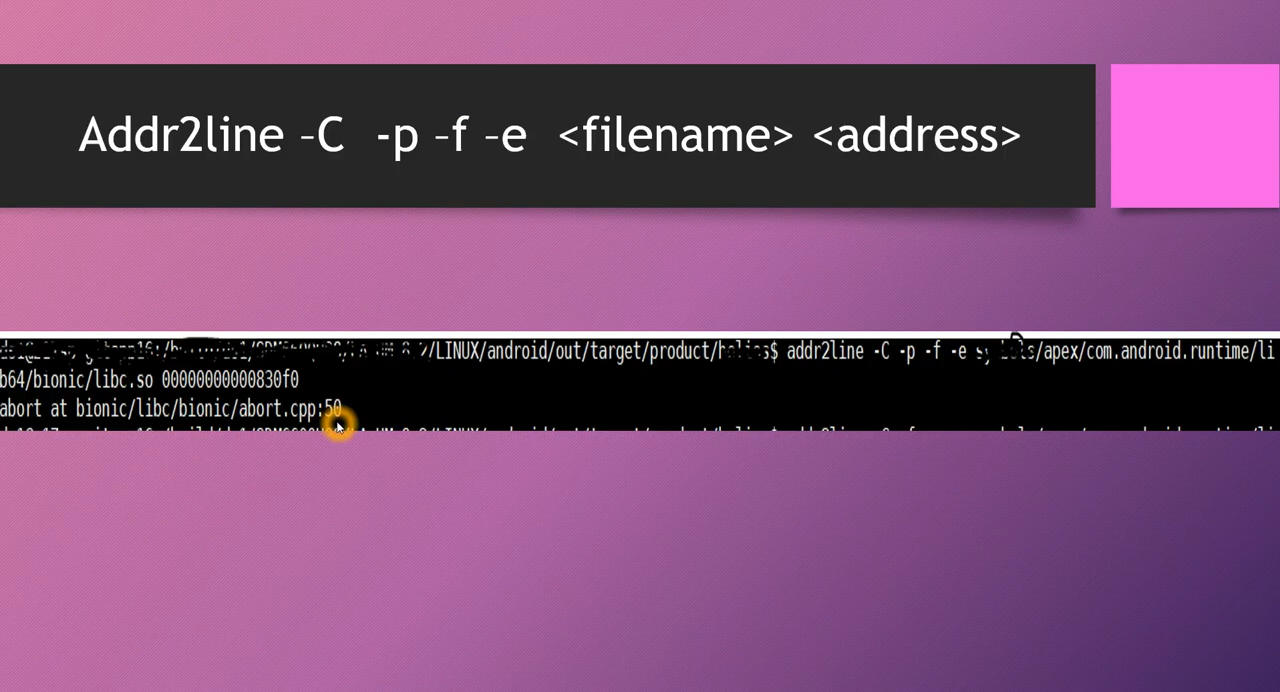 Addr2line –C -p –f –e <filename> <address>
/LINUX/android/out/target/product/ addr2line -C -p -f -e /apex/com.android.runtime/li
b64/bionic/libc.so 00000000000830f0
abort at bionic/libc/bionic/abort.cpp:50